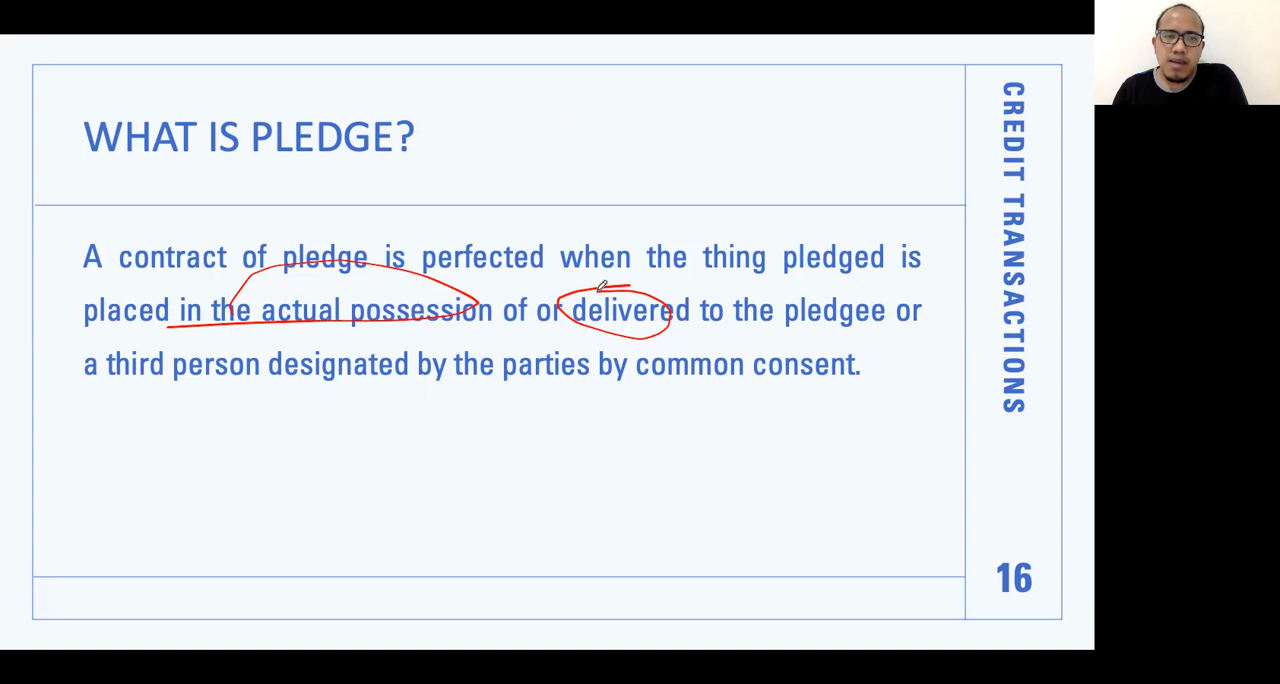 WHAT IS PLEDGE?
A contract of pledge is perfected when the thing pledged is
placed in the actual possession of or delivered to the pledgee or
a third person designated by the parties by common consent.
CREDIT TRANSACTIONS
16